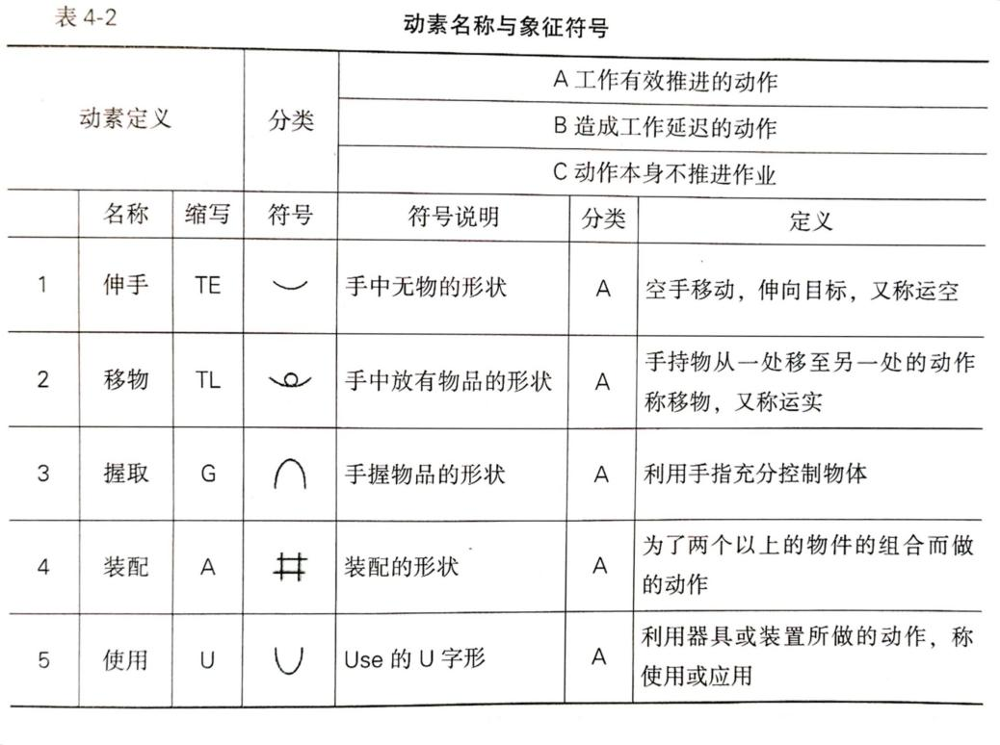 表 4-2
动素名称与象征符号
动素定义 分类 A 工作有效推进的动作
B 造成工作延迟的动作
C 动作本身不推进作业
名称 缩写 符号 符号说明 分类 定义
1 伸手 TE 手中无物的形状 A 空手移动，伸向目标，又称运空
2 移物 TL 手中放有物品的形状 A 手持物从一处移至另一处的动作
称移物，又称运实
3 握取 G 手握物品的形状 A 利用手指充分控制物体
4 装配 A 装配的形状 A 为了两个以上的物件的组合而做
的动作
5 使用 U Use 的 U 字形 A 利用器具或装置所做的动作，称
使用或应用